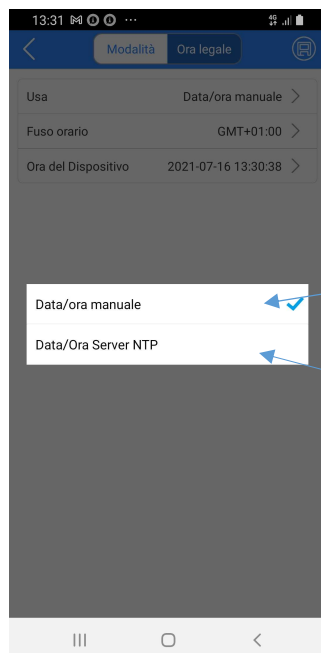 13:31
4G
Modalità Ora legale
Usa Data/ora manuale
Fuso orario GMT+01:00
Ora del Dispositivo 2021-07-16 13:30:38
Data/ora manuale
Data/Ora Server NTP